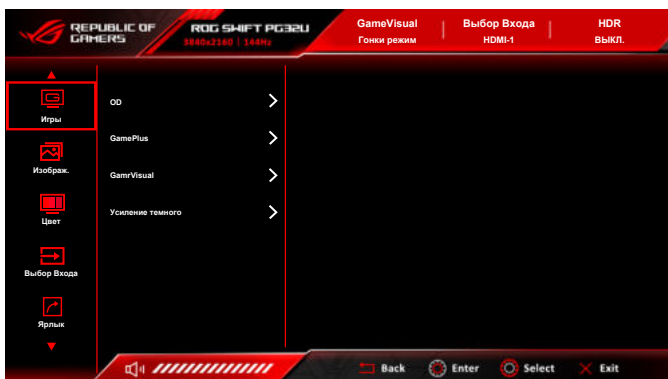 REPUBLIC OF
GAMERS
ROG SWIFT PG32U
3840x2160 | 144Hz
GameVisual
Гонки режим
Выбор Входа
HDMI-1
HDR
ВЫКЛ.
Игры
Изображ.
Цвет
Выбор Входа
Ярлык
OD
GamePlus
GamrVisual
Усиление темного
Back
Enter
Select
Exit